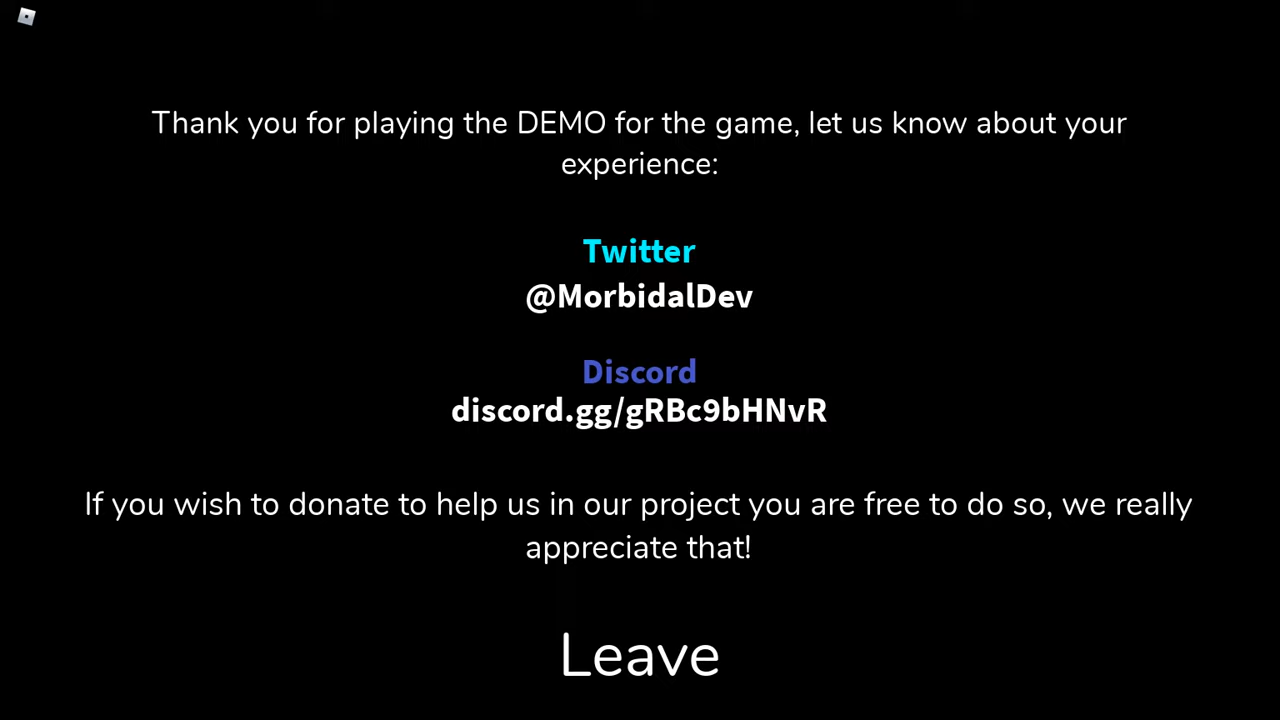 Thank you for playing the DEMO for the game, let us know about your
experience:
Twitter
@MorbidalDev
Discord
discord.gg/gRBc9bHNvR
If you wish to donate to help us in our project you are free to do so, we really
appreciate that!
Leave